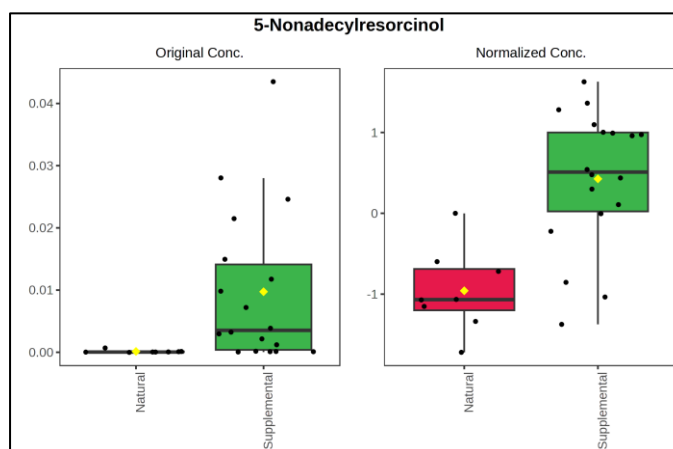 5-Nonadecylresorcinol
Original Conc.
Normalized Conc.
0.04
0.03
0.02
0.01
0.00
1
0
-1
Natural
Supplemental
Natural
Supplemental